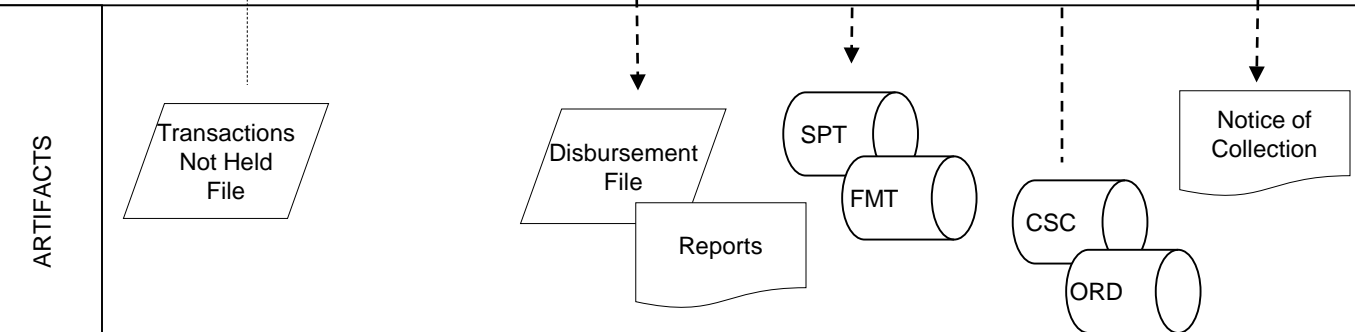 ARTIFACTS
Transactions
Not Held
File
Disbursement
File
Reports
SPT
FMT
CSC
ORD
Notice of
Collection